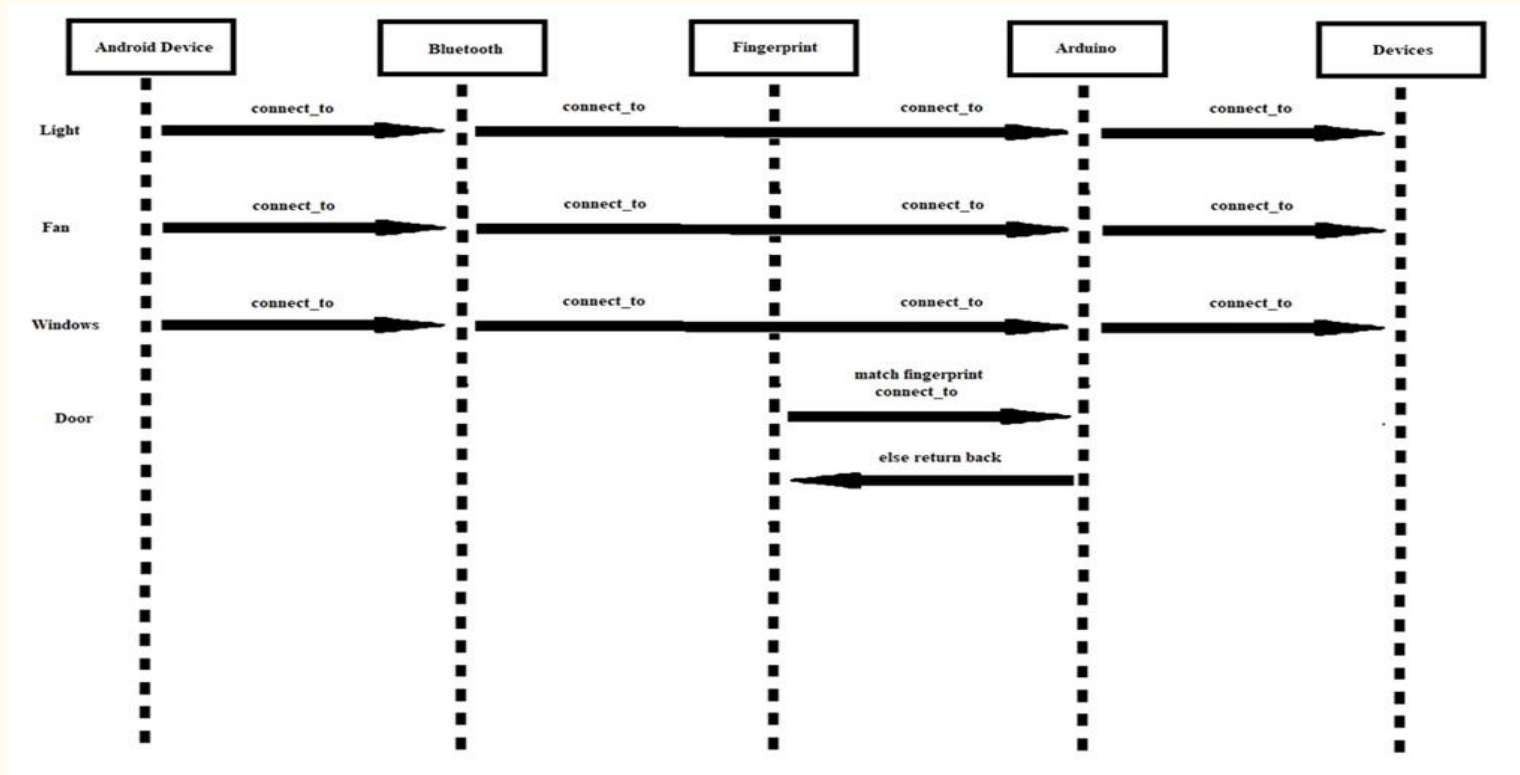 Android Device
Bluetooth
Fingerprint
Arduino
Devices
connect_to
connect_to
connect_to
connect_to
Light
connect_to
connect_to
connect_to
connect_to
Fan
connect_to
connect_to
connect_to
connect_to
Windows
match fingerprint
connect_to
Door
else return back